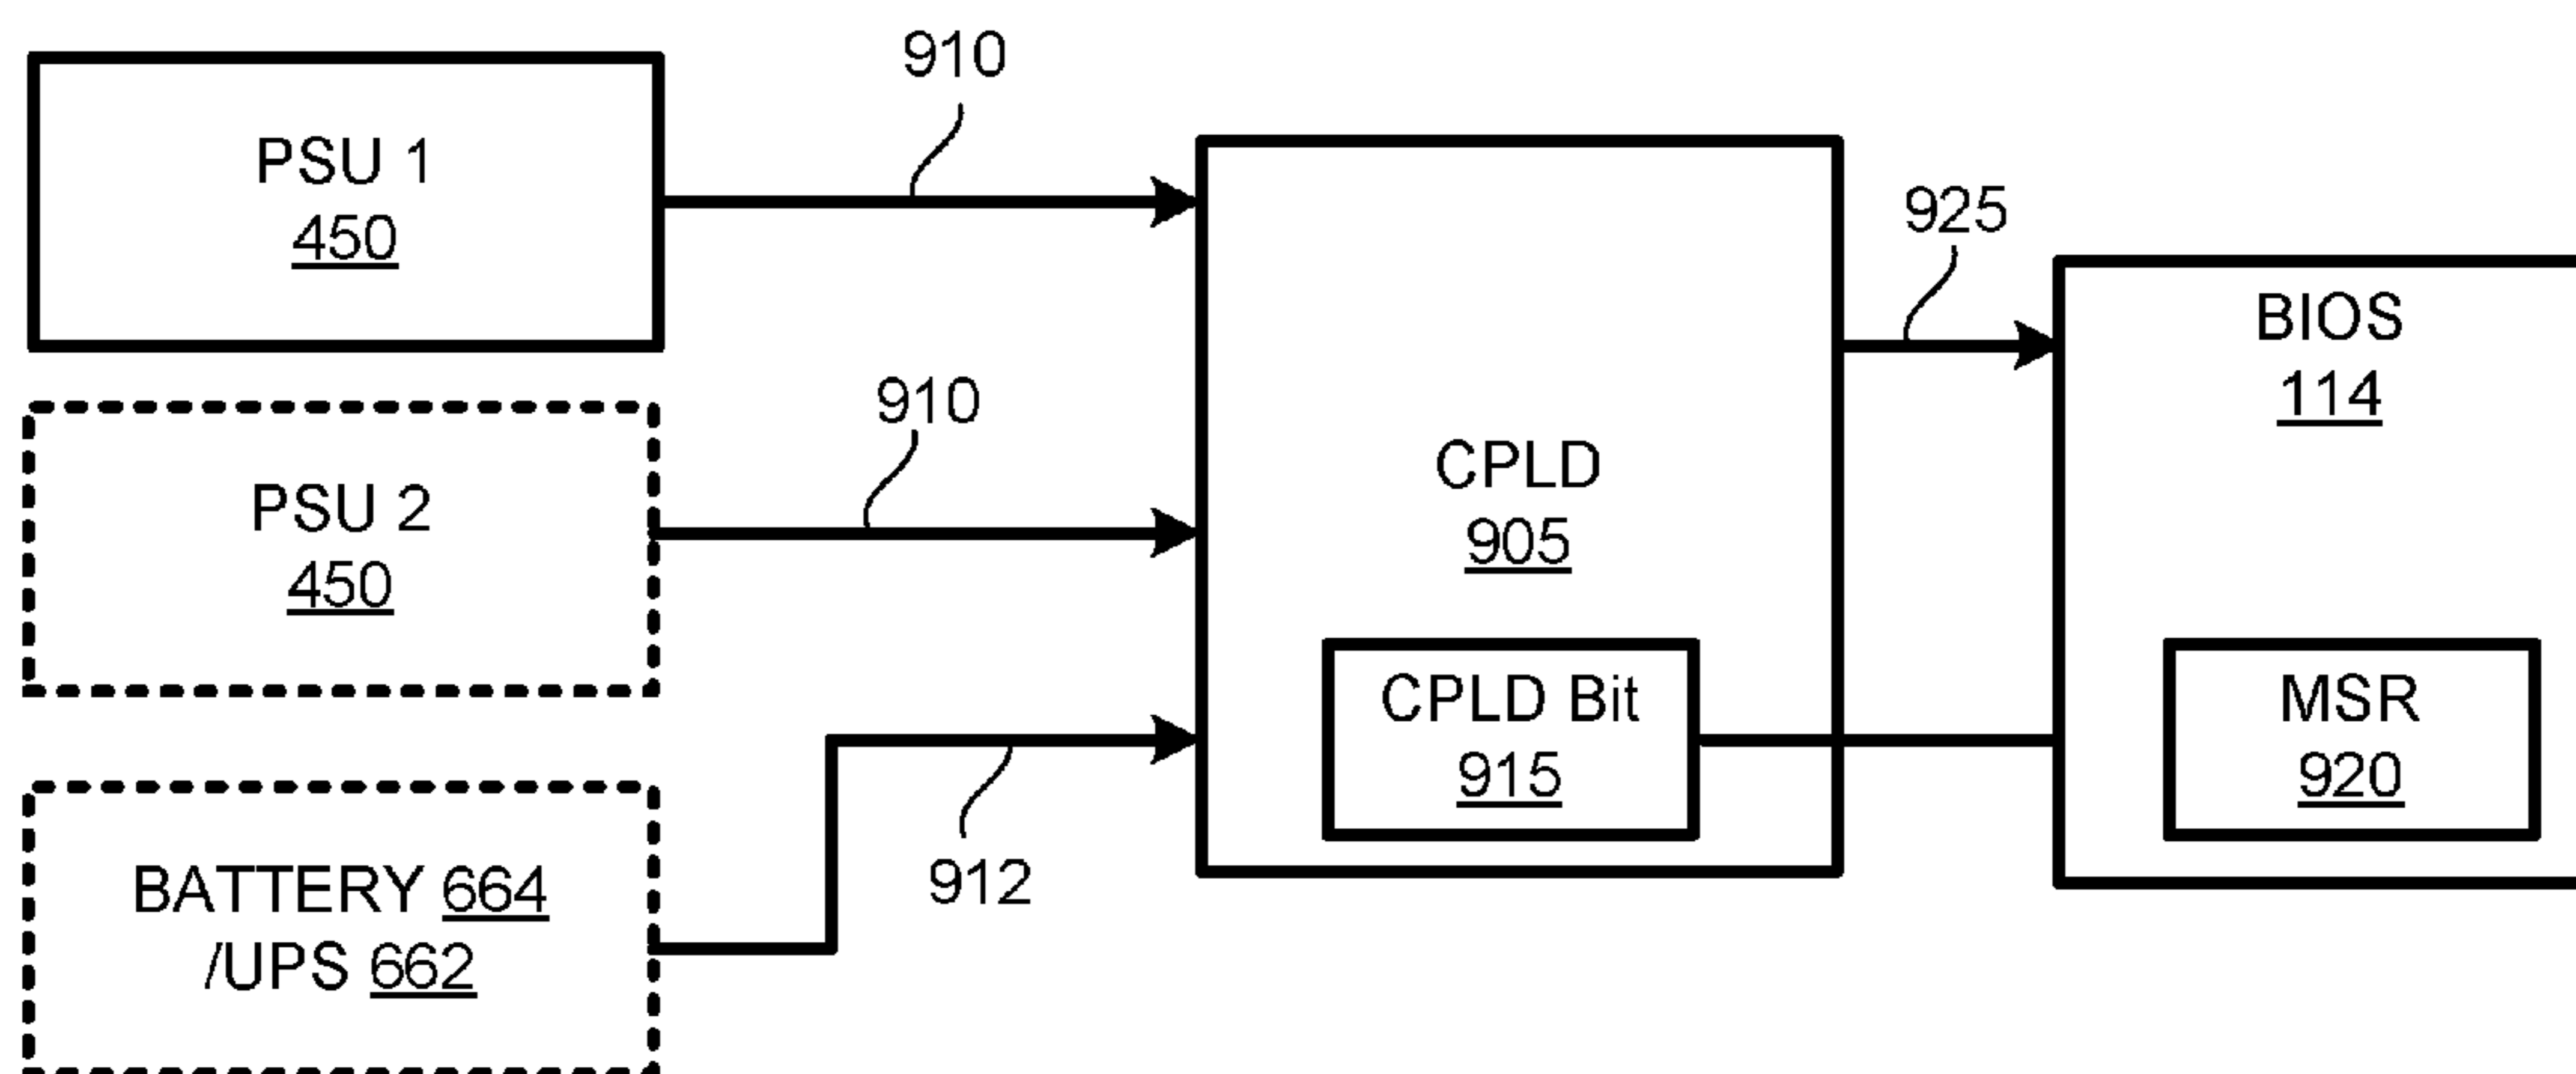 910
PSU 1
450
925
BIOS
114
910
PSU 2
450
CPLD
905
CPLD Bit
915
MSR
920
912
BATTERY 664
/UPS 662